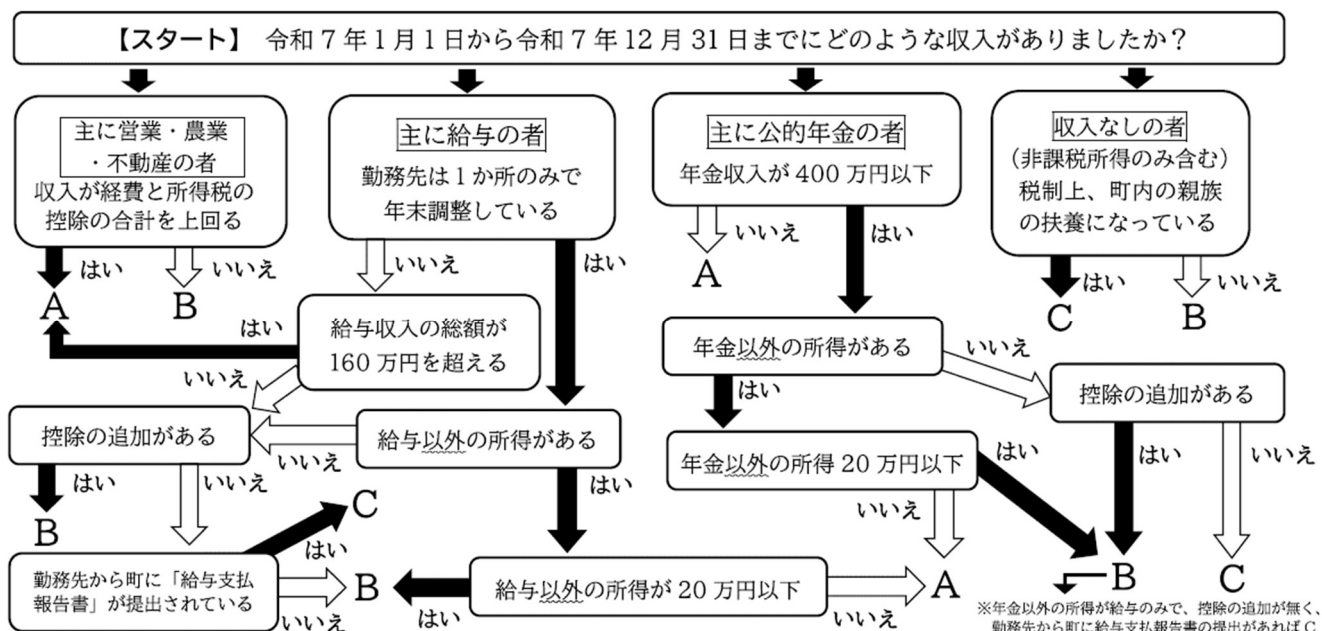 【スタート】 令和7年1月1日から令和7年12月31日までにどのような収入がありましたか？
主に営業・農業
・不動産の者
収入が経費と所得税の
控除の合計を上回る
はい
いいえ
A
B
主に給与の者
勤務先は1か所のみで
年末調整している
いいえ
はい
給与収入の総額が
160万円を超える
はい
いいえ
控除の追加がある
はい
いいえ
B
給与以外の所得がある
いいえ
はい
勤務先から町に「給与支払
報告書」が提出されている
はい
C
いいえ
B
給与以外の所得が20万円以下
はい
いいえ
A
主に公的年金の者
年金収入が400万円以下
いいえ
はい
A
年金以外の所得がある
はい
いいえ
年金以外の所得20万円以下
はい
いいえ
収入なしの者
（非課税所得のみ含む）
税制上、町内の親族
の扶養になっている
はい
いいえ
C
B
控除の追加がある
はい
いいえ
B
C
※年金以外の所得が給与のみで、控除の追加が無く、
勤務先から町に給与支払報告書の提出があればC